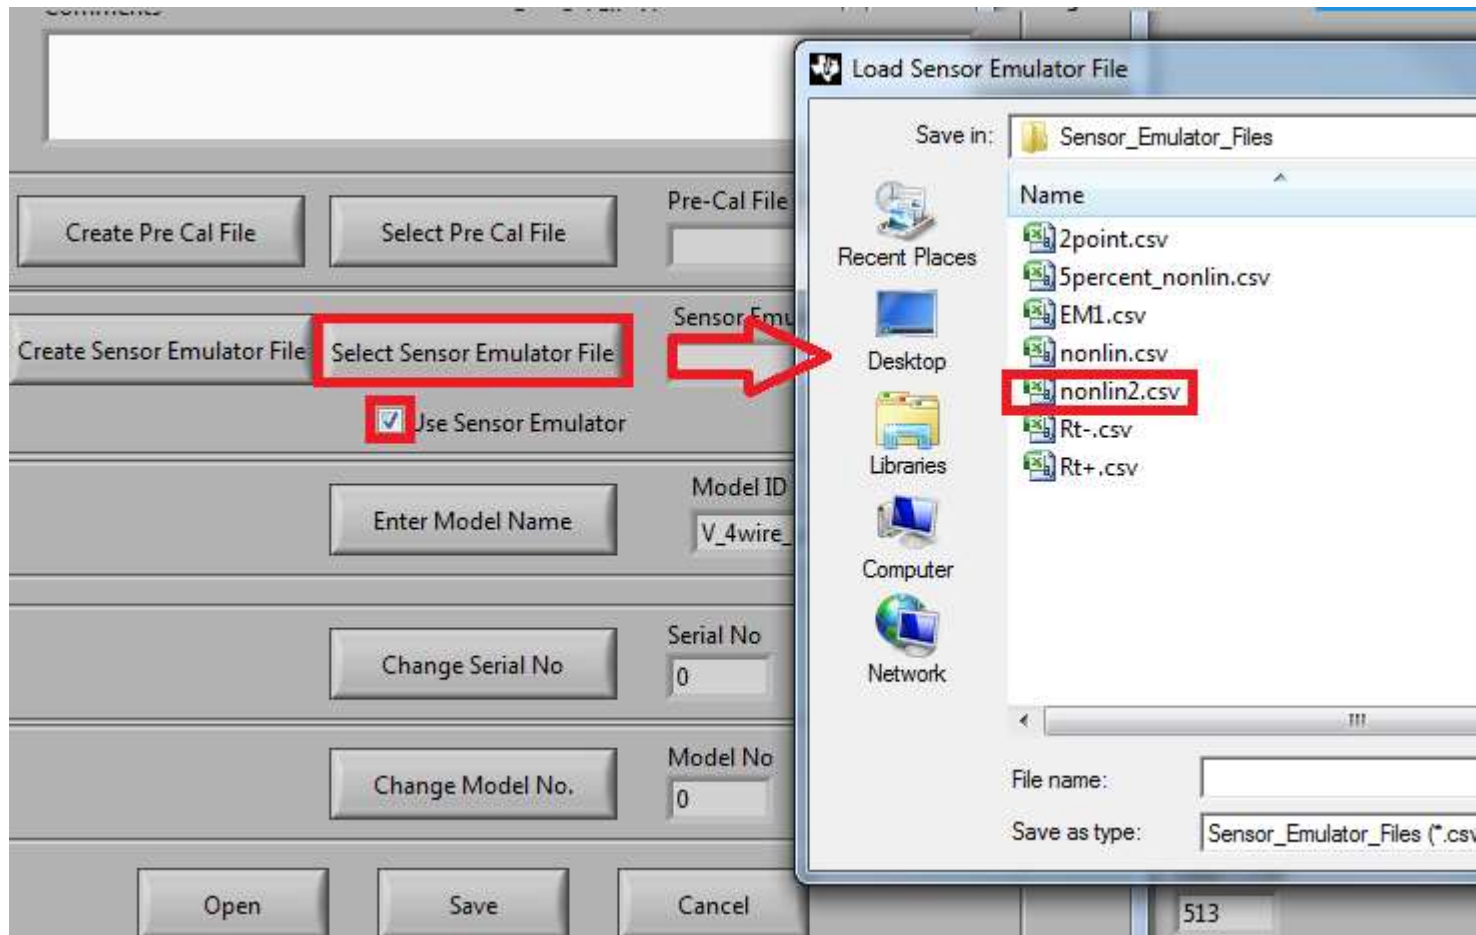 Comments
Load Sensor Emulator File
Save in:
Sensor_Emulator_Files
Name
2point.csv
5percent_nonlin.csv
EM1.csv
nonlin.csv
nonlin2.csv
Rt-.csv
Rt+.csv
Recent Places
Desktop
Libraries
Computer
Network
File name:
Save as type:
Sensor_Emulator_Files (*.csv
Pre-Cal File
Create Pre Cal File
Select Pre Cal File
Sensor Emu
Create Sensor Emulator File
Select Sensor Emulator File
Use Sensor Emulator
Model ID
Enter Model Name
V_4wire_
Serial No
Change Serial No
0
Model No
Change Model No.
0
Open
Save
Cancel
513